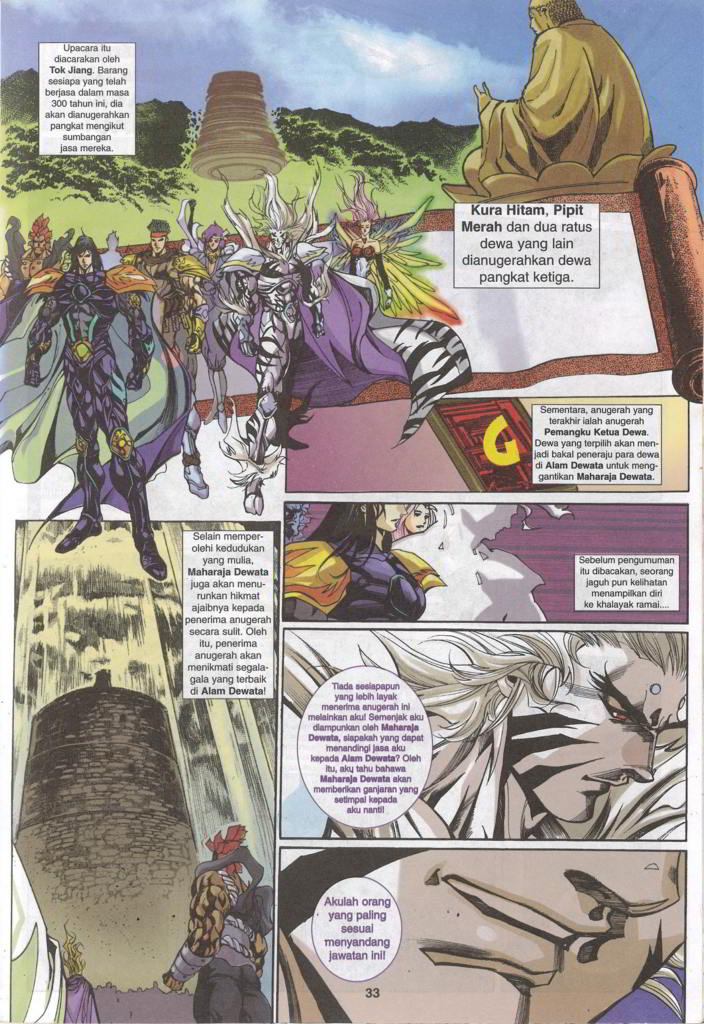 Upacara itu
diacarakan oleh
Tok Jiang. Barang
sesiapa yang telah
berjasa dalam masa
300 tahun ini, dia
akan dianugerahkan
pangkat mengikut
sumbangan
jasa mereka.
Kura Hitam, Pipit
Merah dan dua ratus
dewa yang lain
dianugerahkan dewa
pangkat ketiga.
Sementara, anugerah yang
terakhir ialah anugerah
Pemangku Ketua Dewa.
Dewa yang terpilih akan men-
jadi bakal peneraju para dewa
di Alam Dewata untuk meng-
gantikan Maharaja Dewata.
Selain memper-
olehi kedudukan
yang mulia,
Maharaja Dewata
juga akan menu-
runkan hikmat
ajaibnya kepada
penerima anugerah
secara sulit. Oleh
itu, penerima
anugerah akan
menikmati segala-
gala yang terbaik
di Alam Dewata!
Sebelum pengumuman
itu dibacakan, seorang
jaguh pun kelihatan
menampilkan diri
ke khalayak ramai....
Tiada sesiapapun
yang lebih layak
menerima anugerah ini
melainkan aku! Semenjak aku
diampunkan oleh Maharaja
Dewata, siapakah yang dapat
menandingi jasa aku
kepada Alam Dewata? Oleh
itu, aku tahu bahawa
Maharaja Dewata akan
memberikan ganjaran yang
setimpal kepada
aku nanti!
Akulah orang
yang paling
sesuai
menyandang
jawatan ini!
33